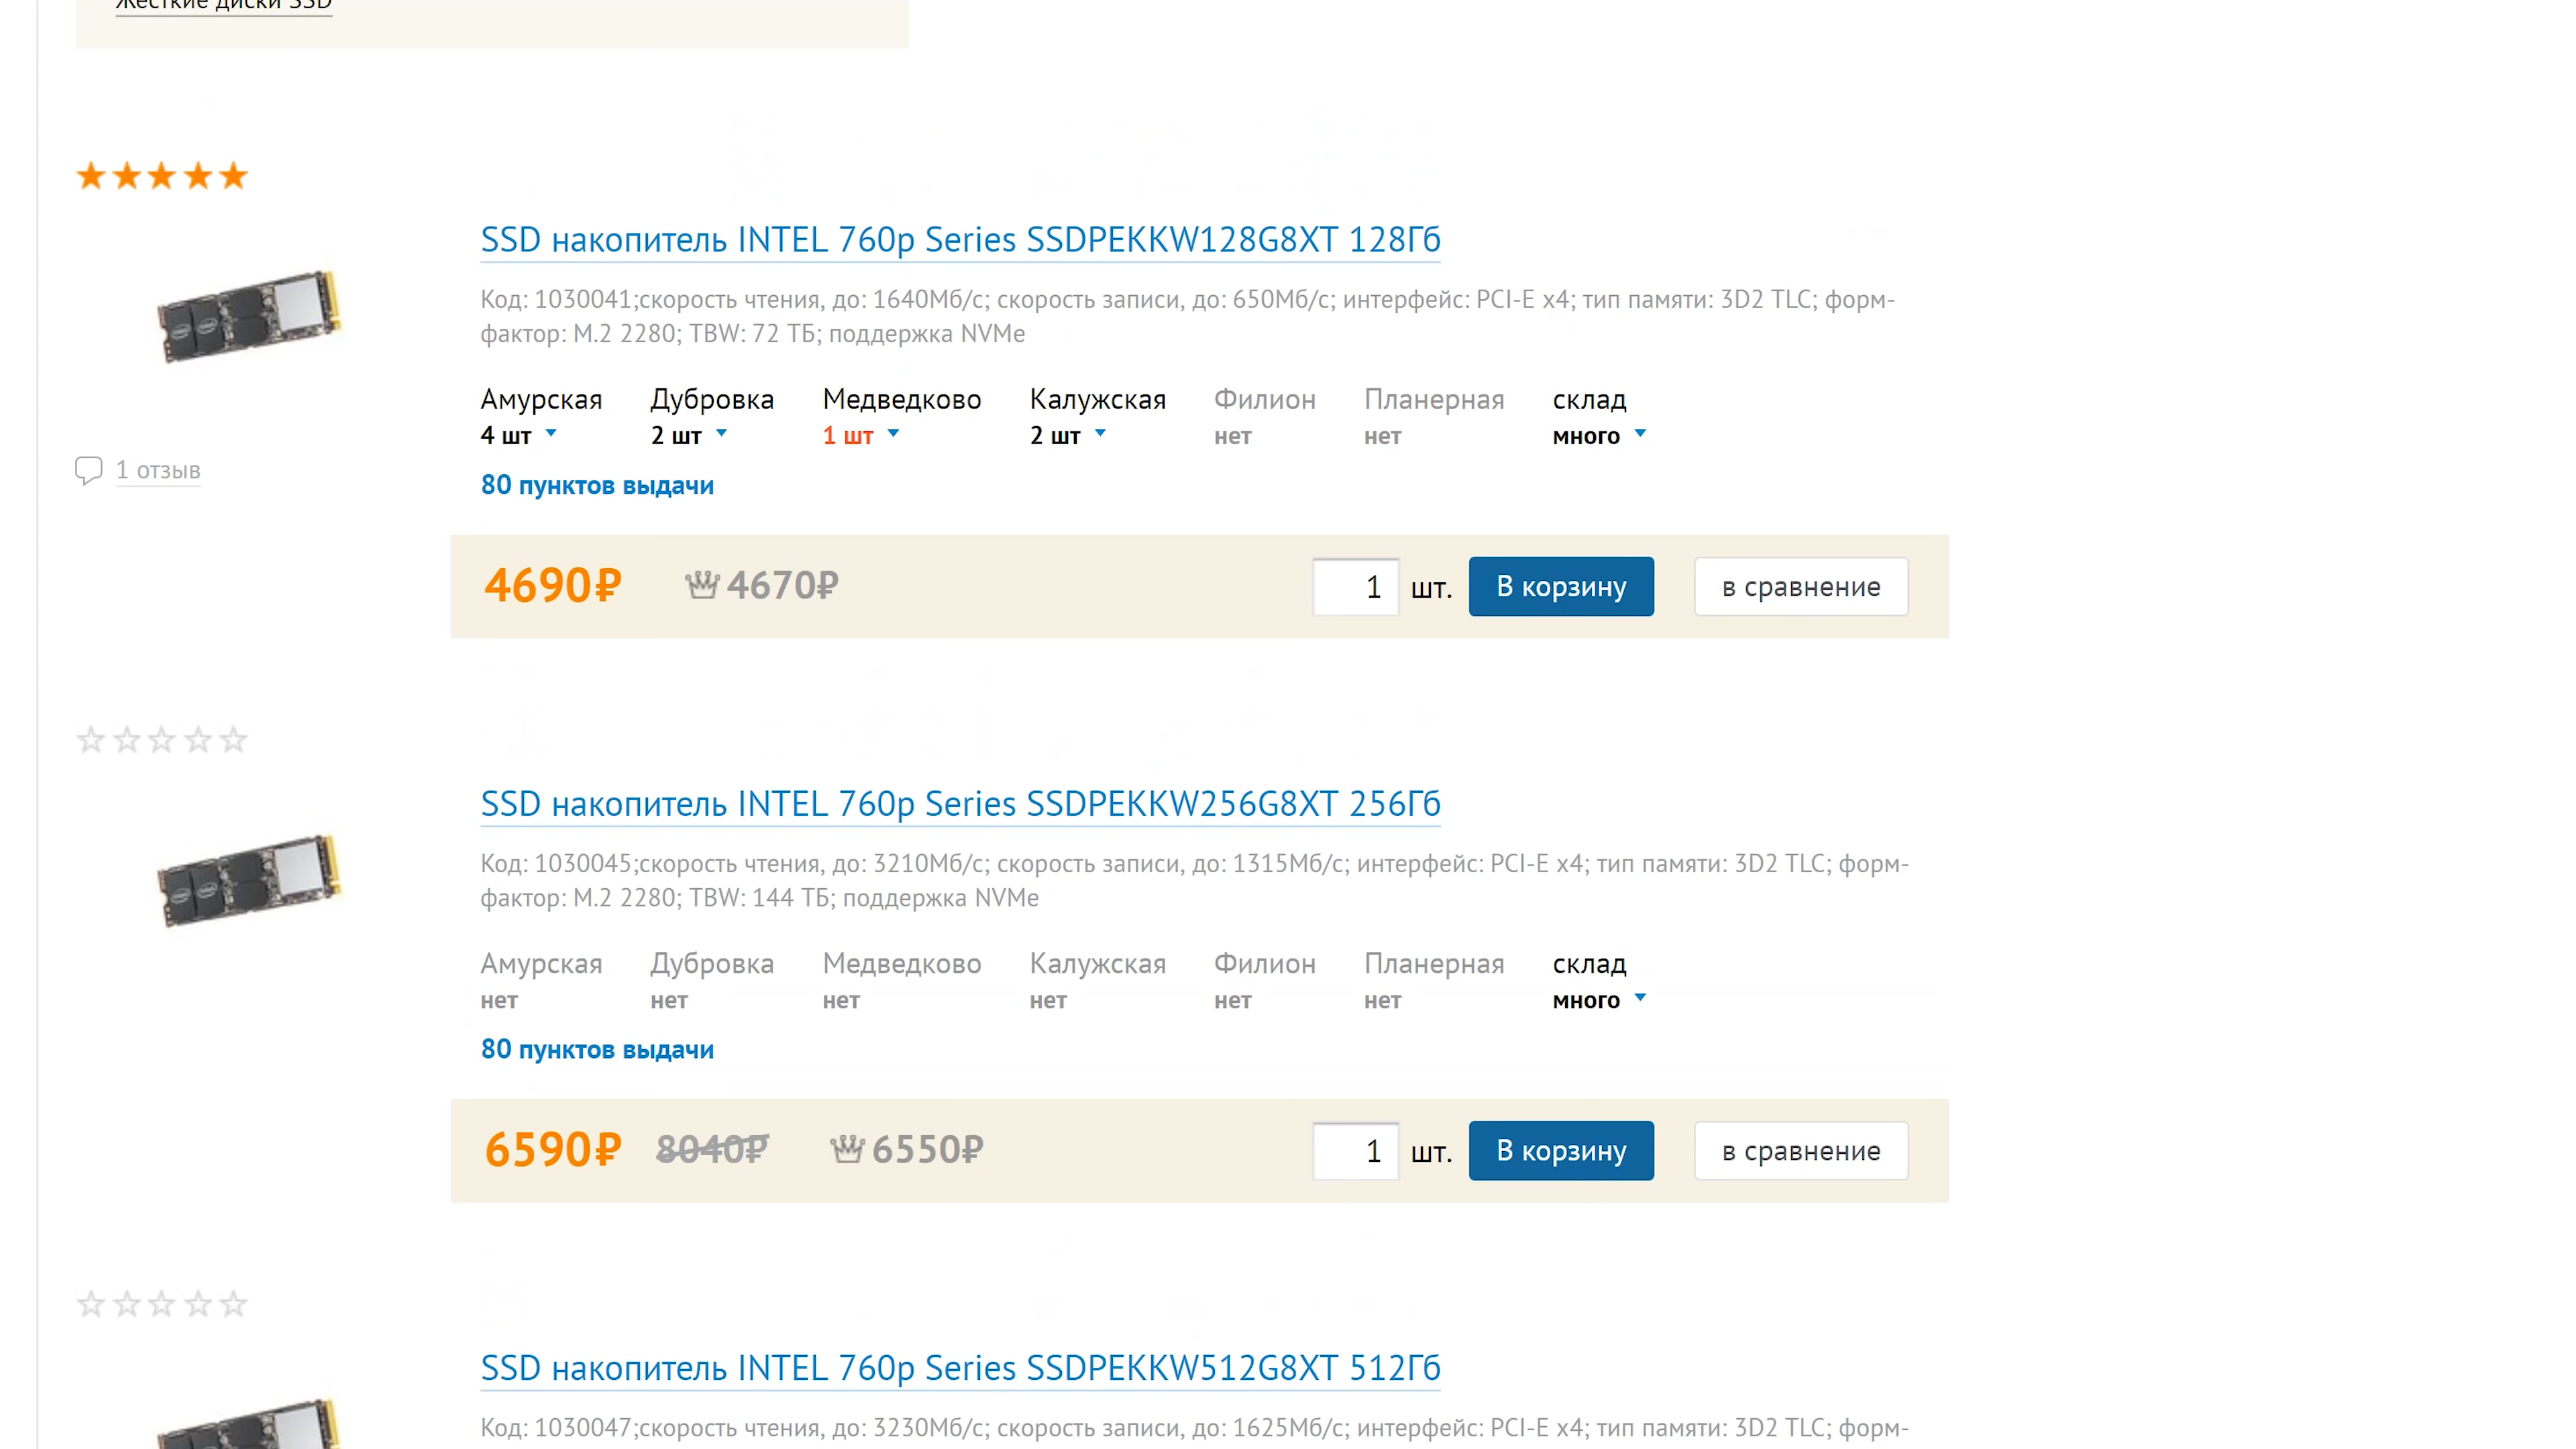 Жесткие диски SSD
SSD накопитель INTEL 760p Series SSDPEKKW128G8XT 128Гб
Код: 1030041;скорость чтения, до: 1640Мб/с; скорость записи, до: 650Мб/с; интерфейс: PCI-E x4; тип памяти: 3D2 TLC; форм-
фактор: M.2 2280; TBW: 72 ТБ; поддержка NVMe
Амурская Дубровка Медведково Калужская Филион Планерная склад
4 шт 2 шт 1 шт 2 шт нет нет много
1 отзыв
80 пунктов выдачи
4690₽ 4670₽ 1 шт. В корзину в сравнение
SSD накопитель INTEL 760p Series SSDPEKKW256G8XT 256Гб
Код: 1030045;скорость чтения, до: 3210Мб/с; скорость записи, до: 1315Мб/с; интерфейс: PCI-E x4; тип памяти: 3D2 TLC; форм-
фактор: M.2 2280; TBW: 144 ТБ; поддержка NVMe
Амурская Дубровка Медведково Калужская Филион Планерная склад
нет нет нет нет нет нет много
80 пунктов выдачи
6590₽ 8040₽ 6550₽ 1 шт. В корзину в сравнение
SSD накопитель INTEL 760p Series SSDPEKKW512G8XT 512Гб
Код: 1030047;скорость чтения, до: 3230Мб/с; скорость записи, до: 1625Мб/с; интерфейс: PCI-E x4; тип памяти: 3D2 TLC; форм-